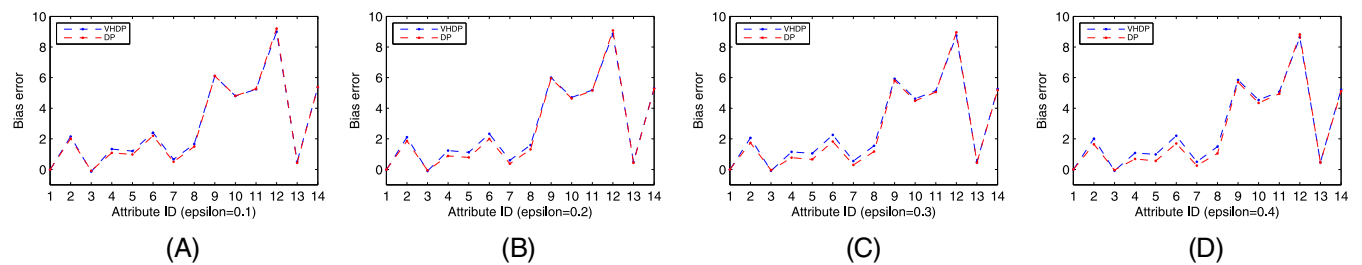 10
8
6
4
2
0
Bias error
VHDP
DP
1 2 3 4 5 6 7 8 9 10 11 12 13 14
Attribute ID (epsilon=0.1)
(A)
10
8
6
4
2
0
Bias error
VHDP
DP
1 2 3 4 5 6 7 8 9 10 11 12 13 14
Attribute ID (epsilon=0.2)
(B)
10
8
6
4
2
0
Bias error
VHDP
DP
1 2 3 4 5 6 7 8 9 10 11 12 13 14
Attribute ID (epsilon=0.3)
(C)
10
8
6
4
2
0
Bias error
VHDP
DP
1 2 3 4 5 6 7 8 9 10 11 12 13 14
Attribute ID (epsilon=0.4)
(D)